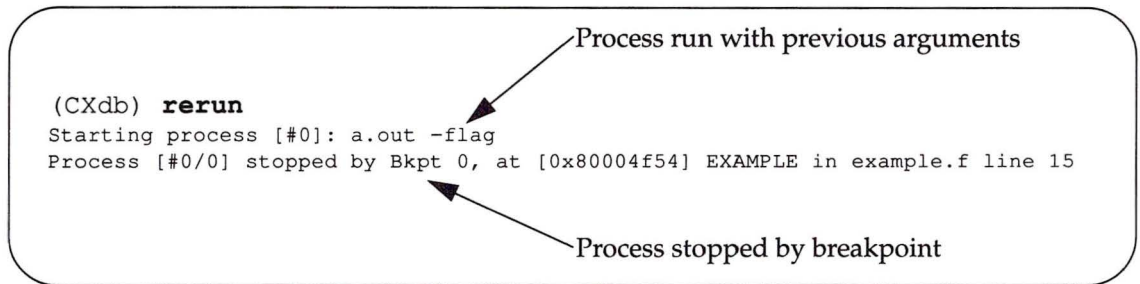 Process run with previous arguments
(CXdb) rerun
Starting process [#0]: a.out -flag
Process [#0/0] stopped by Bkpt 0, at [0x80004f54] EXAMPLE in example.f line 15
Process stopped by breakpoint